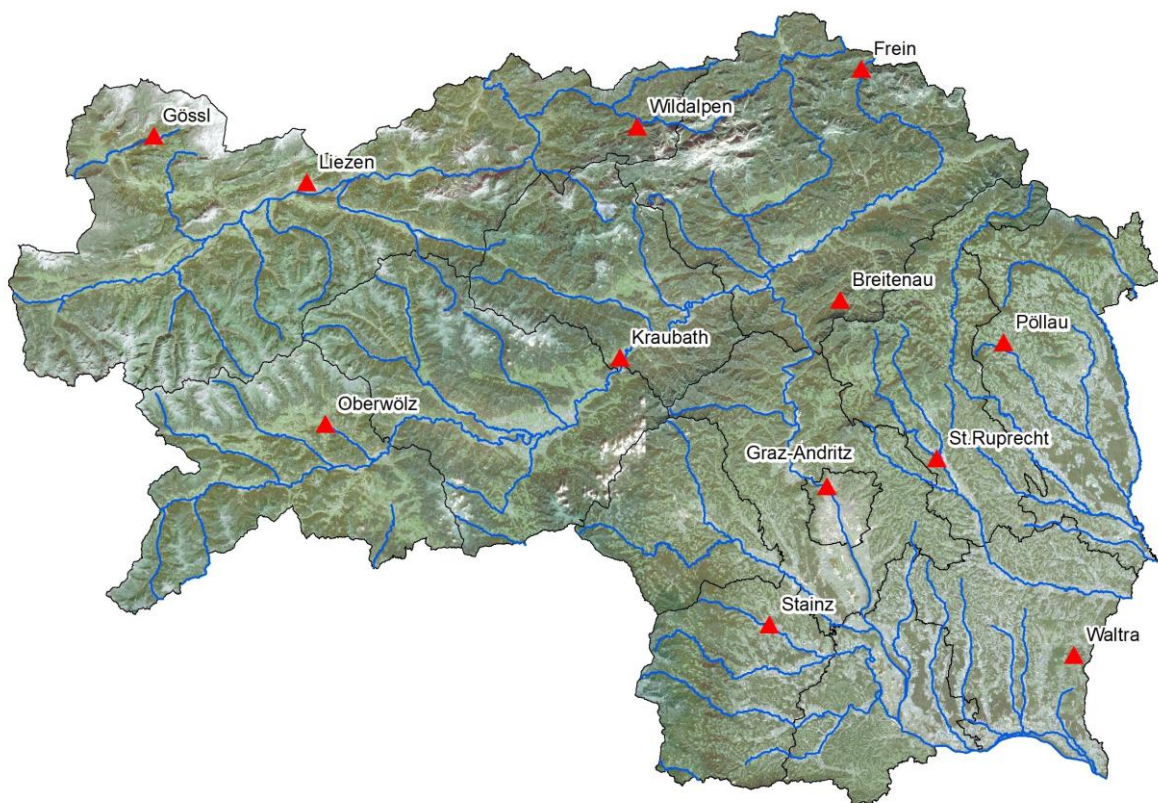 Frein
Wildalpen
Gössl
Liezen
Breitenau
Pöllau
Kraubath
Oberwölz
St.Ruprecht
Graz-Andritz
Stainz
Waltra